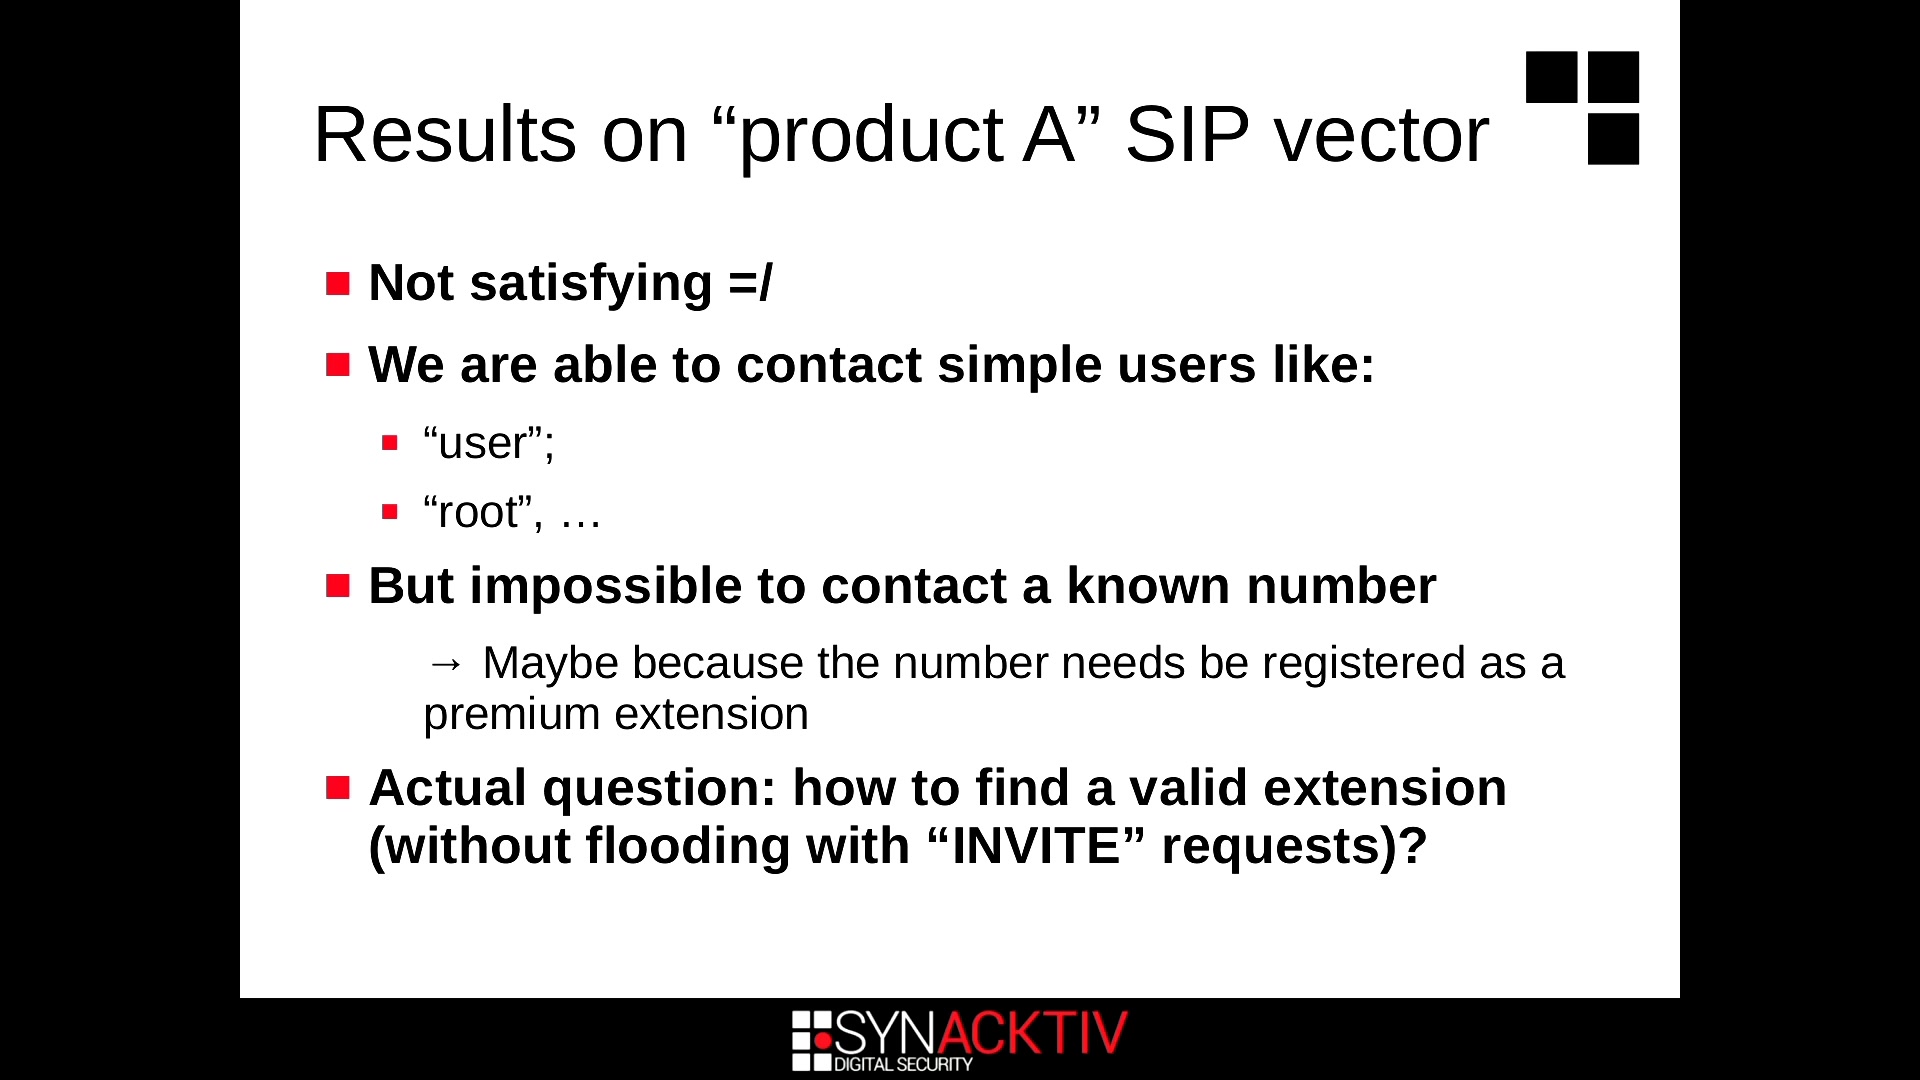 Results on “product A” SIP vector
Not satisfying =/
We are able to contact simple users like:
“user”;
“root”, …
But impossible to contact a known number
→ Maybe because the number needs be registered as a
premium extension
Actual question: how to find a valid extension
(without flooding with “INVITE” requests)?
SYNACKTIV
DIGITAL SECURITY